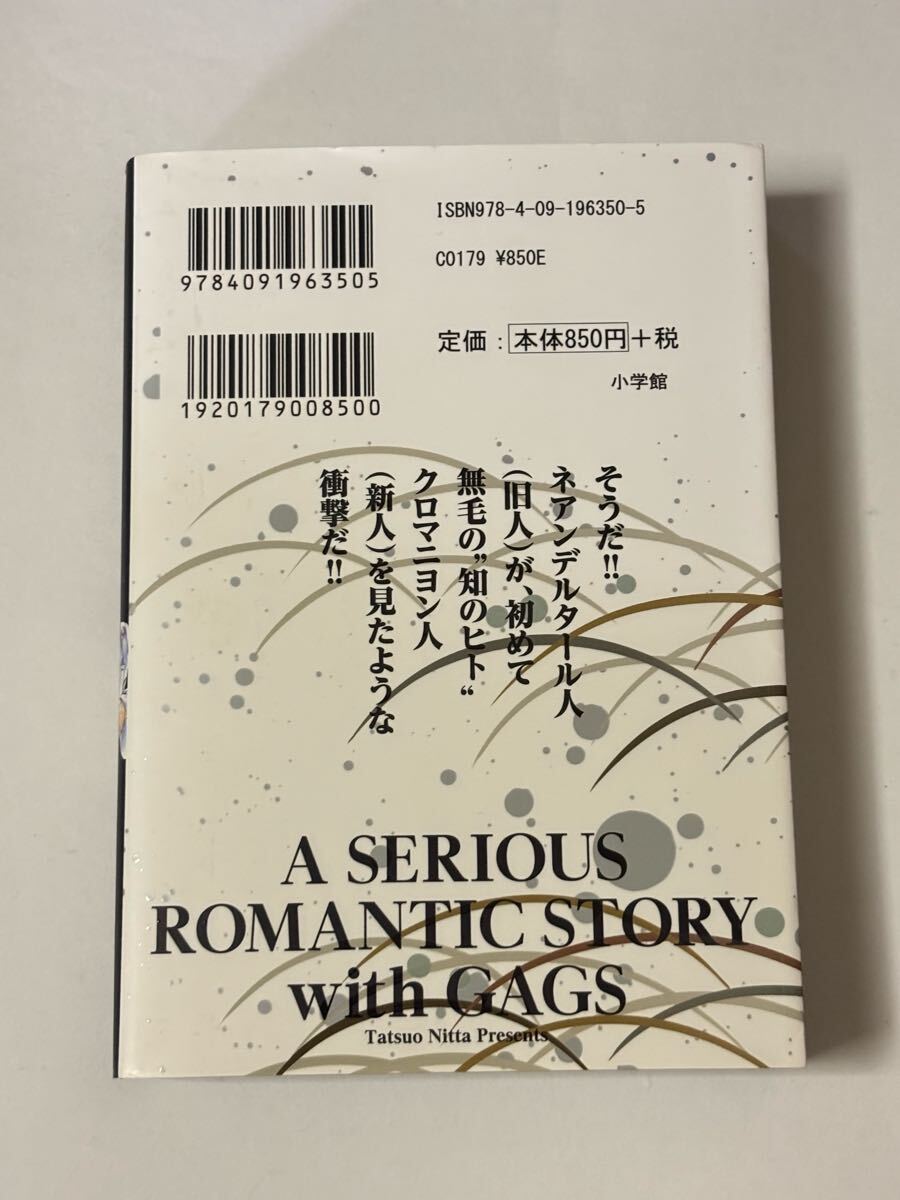 ISBN978-4-09-196350-5
9784091963505
C0179 ¥850E
定価：本体850円＋税
1920179008500
小学館
そうだ!!
ネアンデルタール人
(旧人)が、初めて
無毛の”知のヒト“
クロマニヨン人
(新人)を見たような
衝撃だ!!
A SERIOUS
ROMANTIC STORY
with GAGS
Tatsuo Nitta Presents